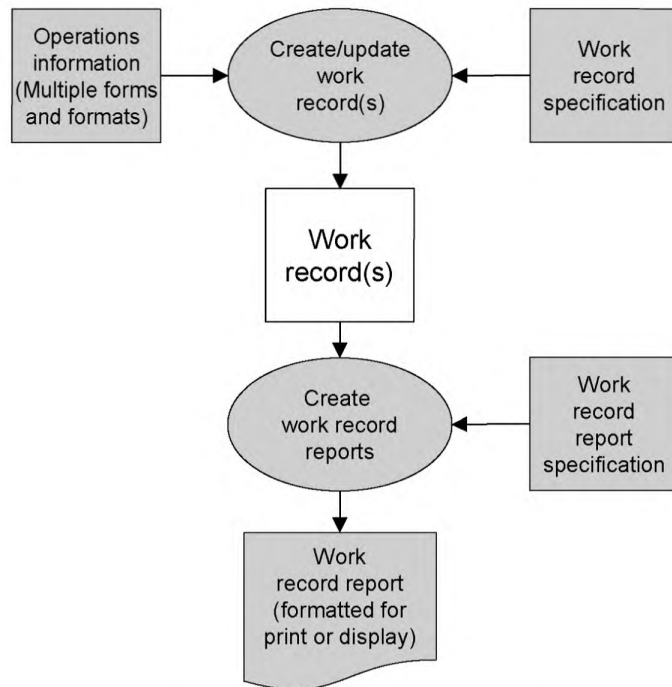 Operations
information
(Multiple forms
and formats)
Create/update
work
record(s)
Work
record
specification
Work
record(s)
Create
work record
reports
Work
record
report
specification
Work
record report
(formatted for
print or display)